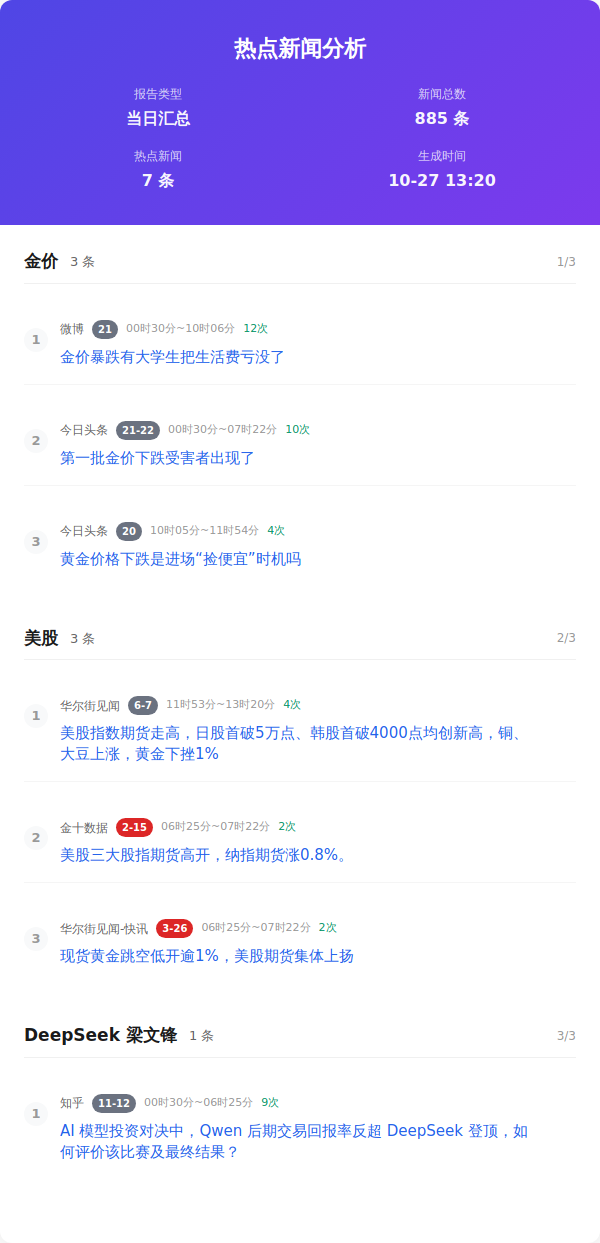 热点新闻分析
报告类型
新闻总数
当日汇总
885 条
热点新闻
生成时间
7 条
10-27 13:20
金价 3 条 1/3
1
微博 21 00时30分~10时06分 12次
金价暴跌有大学生把生活费亏没了
2
今日头条 21-22 00时30分~07时22分 10次
第一批金价下跌受害者出现了
3
今日头条 20 10时05分~11时54分 4次
黄金价格下跌是进场“捡便宜”时机吗
美股 3 条 2/3
1
华尔街见闻 6-7 11时53分~13时20分 4次
美股指数期货走高，日股首破5万点、韩股首破4000点均创新高，铜、
大豆上涨，黄金下挫1%
2
金十数据 2-15 06时25分~07时22分 2次
美股三大股指期货高开，纳指期货涨0.8%。
3
华尔街见闻-快讯 3-26 06时25分~07时22分 2次
现货黄金跳空低开逾1%，美股期货集体上扬
DeepSeek 梁文锋 1 条 3/3
1
知乎 11-12 00时30分~06时25分 9次
AI 模型投资对决中，Qwen 后期交易回报率反超 DeepSeek 登顶，如
何评价该比赛及最终结果？